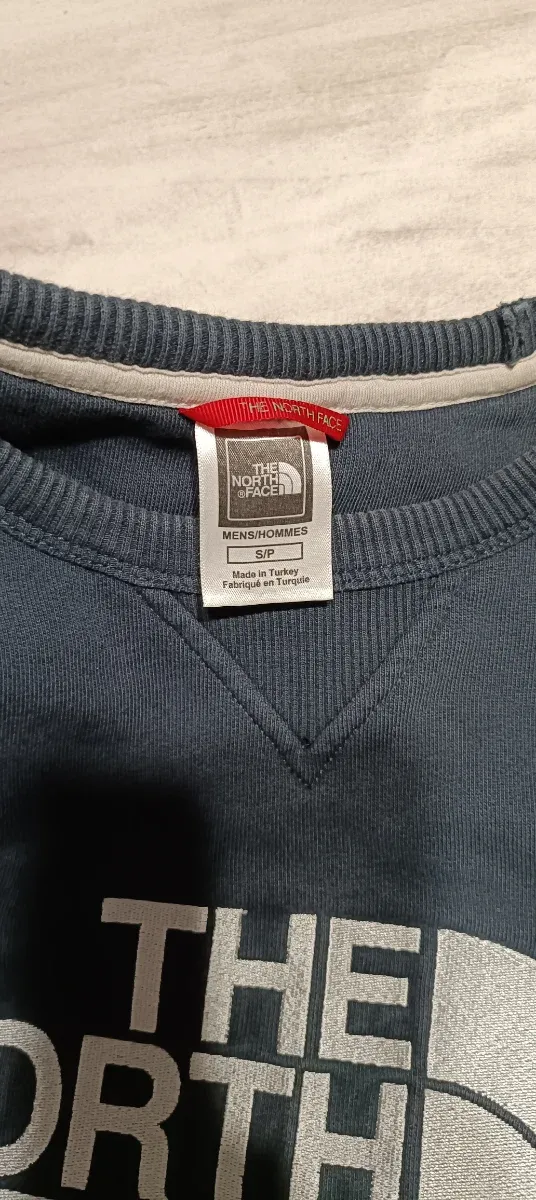 THE NORTH FACE
THE
NORTH
®FACE
MENS/HOMMES
S/P
Made in Turkey
Fabriqué en Turquie
THE
ORTH